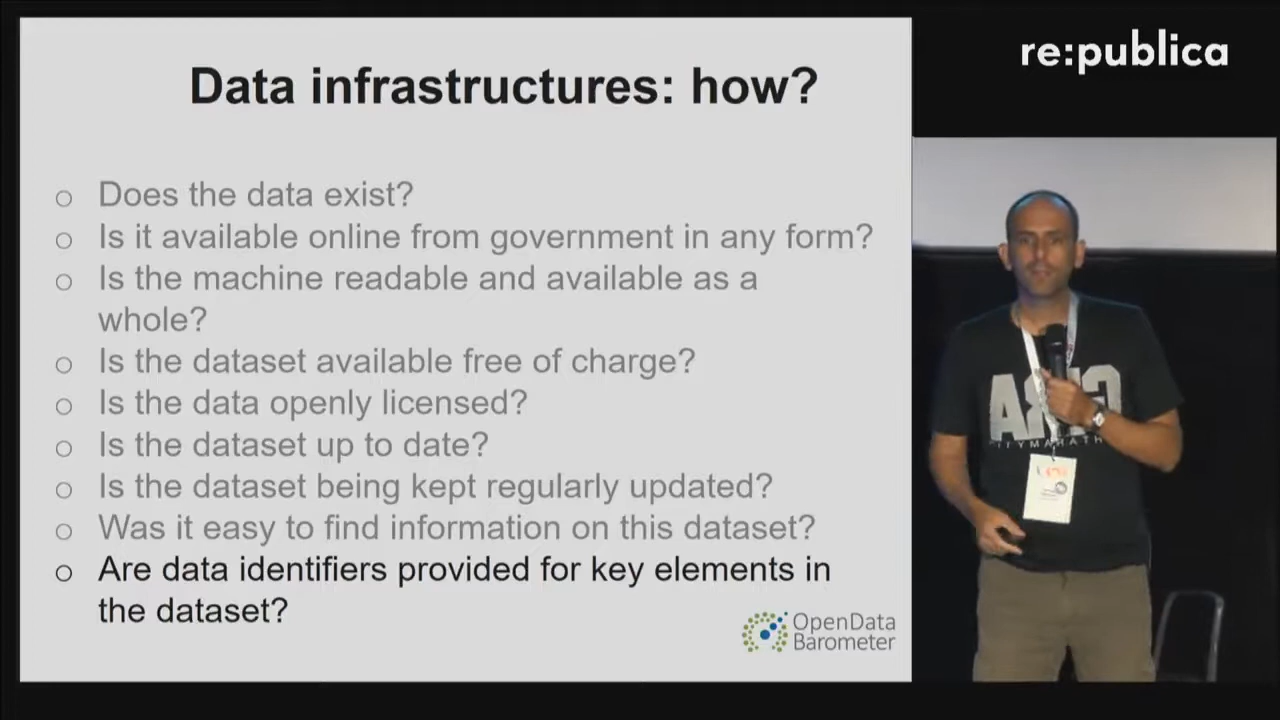 re:publica
Data infrastructures: how?
o Does the data exist?
o Is it available online from government in any form?
o Is the machine readable and available as a
whole?
o Is the dataset available free of charge?
o Is the data openly licensed?
o Is the dataset up to date?
o Is the dataset being kept regularly updated?
o Was it easy to find information on this dataset?
o Are data identifiers provided for key elements in
the dataset?
OpenData
Barometer